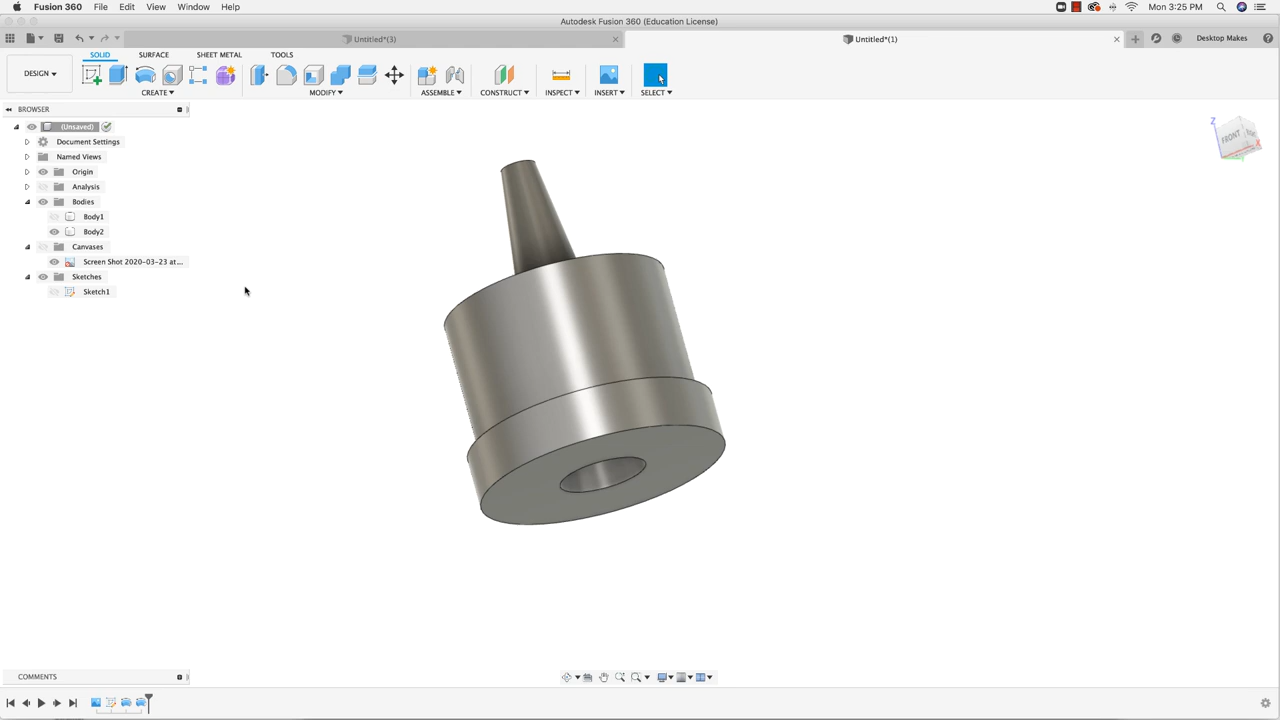 Fusion 360 File Edit View Window Help Mon 3:25 PM
Autodesk Fusion 360 (Education License)
Untitled*(3) Untitled*(1) Desktop Makes
SOLID SURFACE SHEET METAL TOOLS
DESIGN
CREATE MODIFY ASSEMBLE CONSTRUCT INSPECT INSERT SELECT
BROWSER
(Unsaved)
Document Settings
Named Views
Origin
Analysis
Bodies
Body1
Body2
Canvases
Screen Shot 2020-03-23 at...
Sketches
Sketch1
Z
FRONT
X
COMMENTS